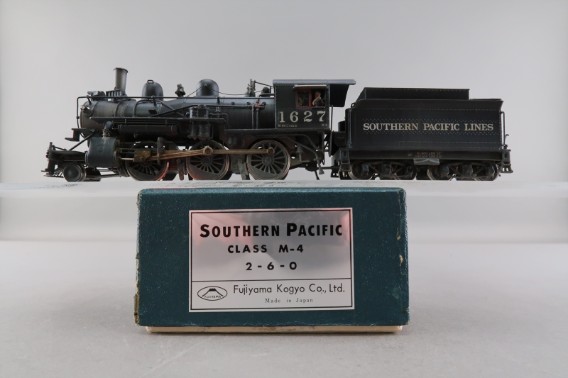 1627
SOUTHERN PACIFIC LINES
SOUTHERN PACIFIC
CLASS M-4
2-6-0
Fujiyama Kogyo Co., Ltd.
Made in Japan